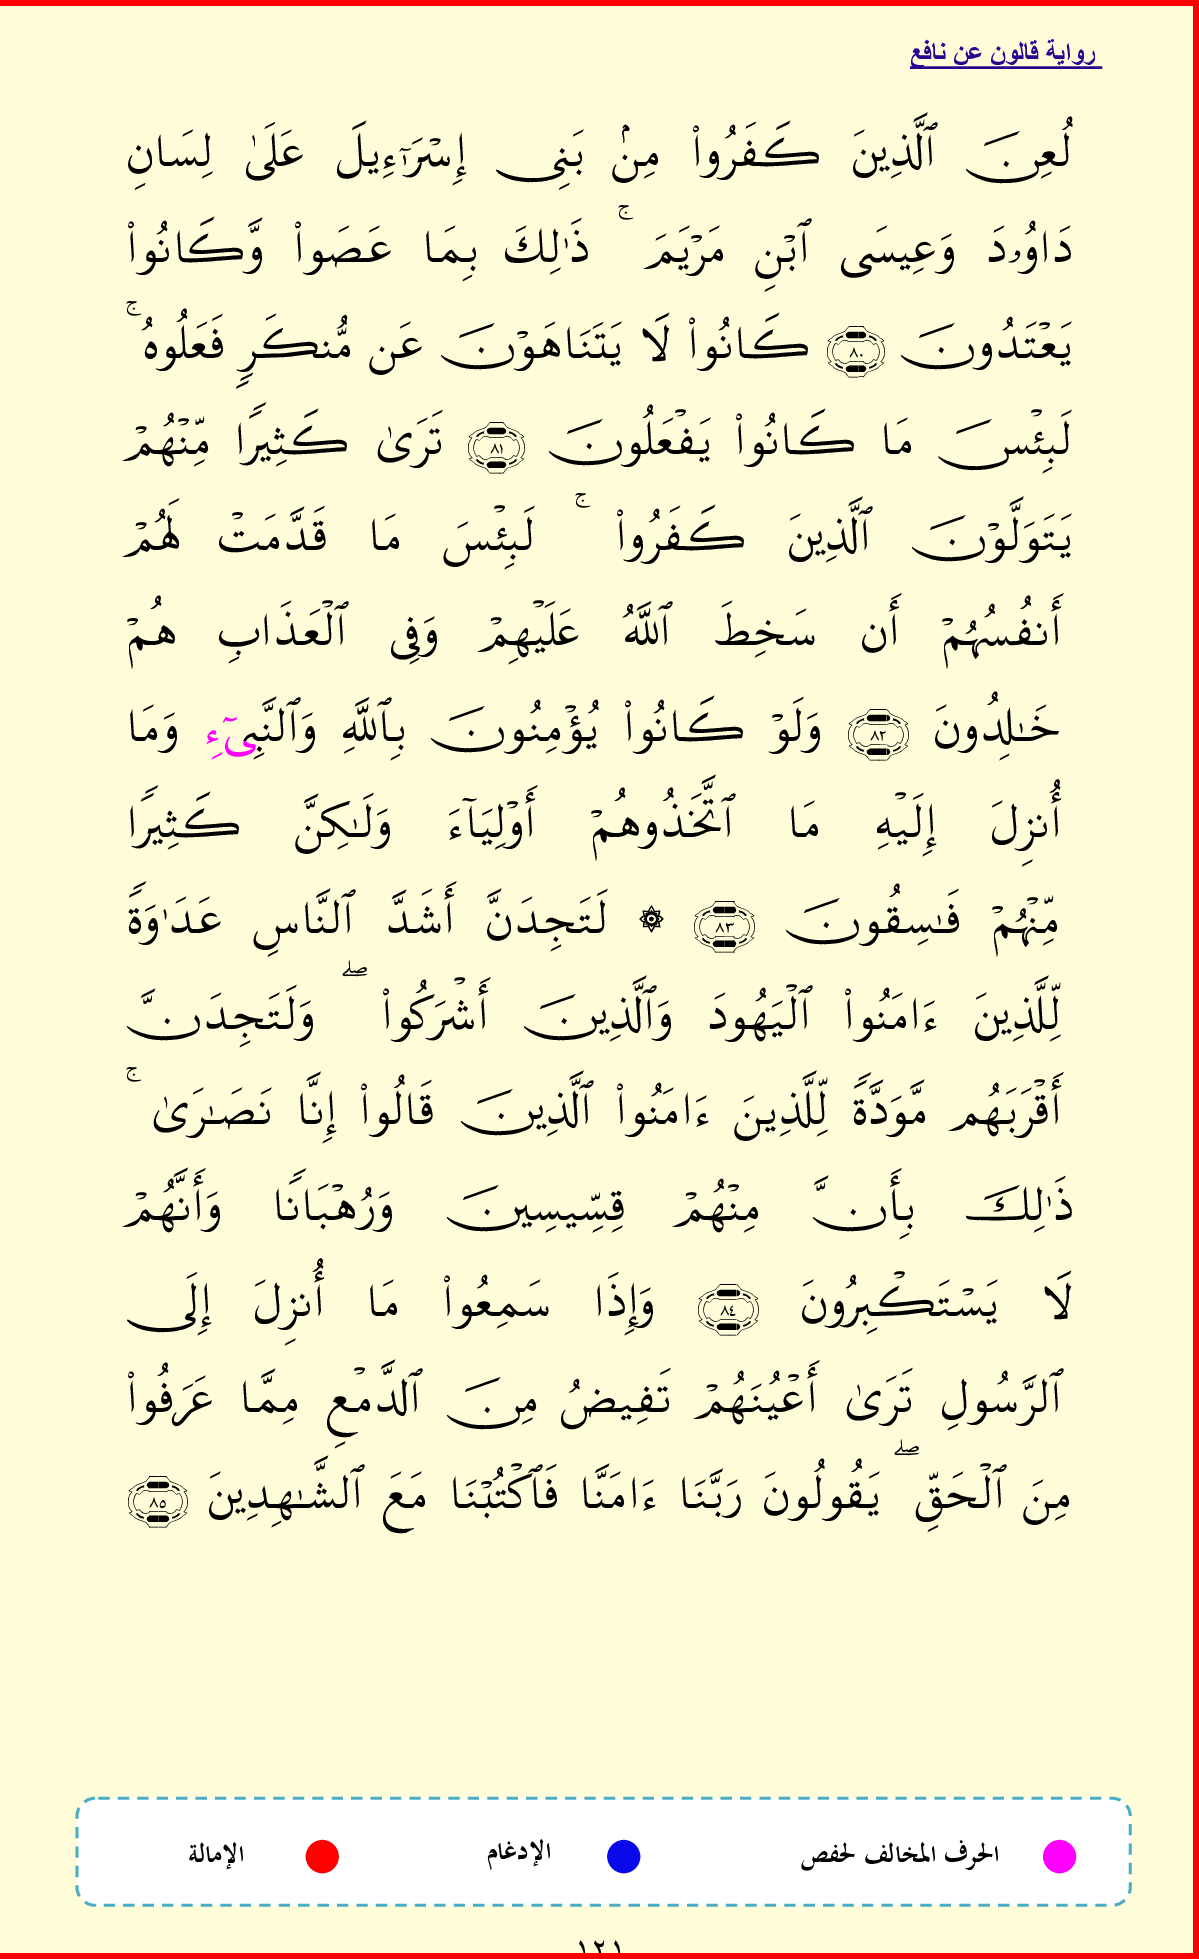 رواية قالون عن نافع
لُعِنَ ٱلَّذِينَ كَفَرُواْ مِنۢ بَنِي إِسْرَآءِيلَ عَلَىٰ لِسَانِ
دَاوُۥدَ وَعِيسَى ٱبْنِ مَرْيَمَ ۚ ذَٰلِكَ بِمَا عَصَواْ وَّكَانُواْ
يَعْتَدُونَ ٨٠ كَانُواْ لَا يَتَنَاهَوْنَ عَن مُّنكَرٍ فَعَلُوهُ ۚ
لَبِئْسَ مَا كَانُواْ يَفْعَلُونَ ٨١ تَرَىٰ كَثِيرًا مِّنْهُمْ
يَتَوَلَّوْنَ ٱلَّذِينَ كَفَرُواْ ۚ لَبِئْسَ مَا قَدَّمَتْ لَهُمْ
أَنفُسُهُمْ أَن سَخِطَ ٱللَّهُ عَلَيْهِمْ وَفِي ٱلْعَذَابِ هُمْ
خَٰلِدُونَ ٨٢ وَلَوْ كَانُواْ يُؤْمِنُونَ بِٱللَّهِ وَٱلنَّبِيٓءِ وَمَا
أُنزِلَ إِلَيْهِ مَا ٱتَّخَذُوهُمْ أَوْلِيَآءَ وَلَٰكِنَّ كَثِيرًا
مِّنْهُمْ فَٰسِقُونَ ٨٣ ۞ لَتَجِدَنَّ أَشَدَّ ٱلنَّاسِ عَدَٰوَةً
لِّلَّذِينَ ءَامَنُواْ ٱلْيَهُودَ وَٱلَّذِينَ أَشْرَكُواْ ۖ وَلَتَجِدَنَّ
أَقْرَبَهُم مَّوَدَّةً لِّلَّذِينَ ءَامَنُواْ ٱلَّذِينَ قَالُواْ إِنَّا نَصَٰرَىٰ ۚ
ذَٰلِكَ بِأَنَّ مِنْهُمْ قِسِّيسِينَ وَرُهْبَانًا وَأَنَّهُمْ
لَا يَسْتَكْبِرُونَ ٨٤ وَإِذَا سَمِعُواْ مَا أُنزِلَ إِلَى
ٱلرَّسُولِ تَرَىٰ أَعْيُنَهُمْ تَفِيضُ مِنَ ٱلدَّمْعِ مِمَّا عَرَفُواْ
مِنَ ٱلْحَقِّ ۖ يَقُولُونَ رَبَّنَا ءَامَنَّا فَٱكْتُبْنَا مَعَ ٱلشَّٰهِدِينَ ٨٥
الحرف المخالف لحفص الإدغام الإمالة
١٢١